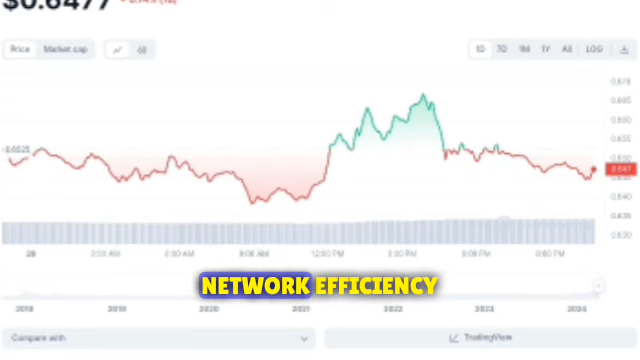 $0.6477
Price Market cap 1D 7D 1M 1Y All LOG
0.670
0.665
0.660
0.655
0.6525
0.647
0.645
0.640
0.635
0.630
28 3:00 AM 6:00 AM 9:00 AM 12:00 PM 3:00 PM 6:00 PM 9:00 PM
NETWORK EFFICIENCY
2018 2019 2020 2021 2022 2023 2024
Compare with TradingView